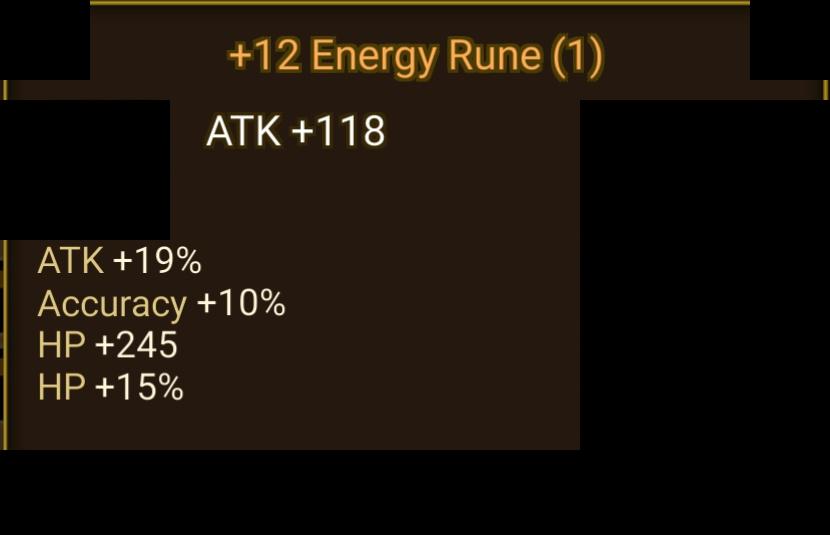 +12 Energy Rune (1)
ATK +118
ATK +19%
Accuracy +10%
HP +245
HP +15%